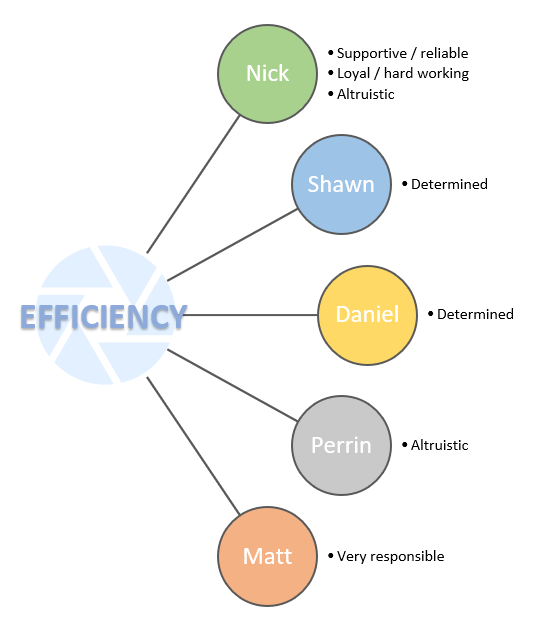 Nick
• Supportive / reliable
• Loyal / hard working
• Altruistic
Shawn
• Determined
EFFICIENCY
Daniel
• Determined
Perrin
• Altruistic
Matt
• Very responsible